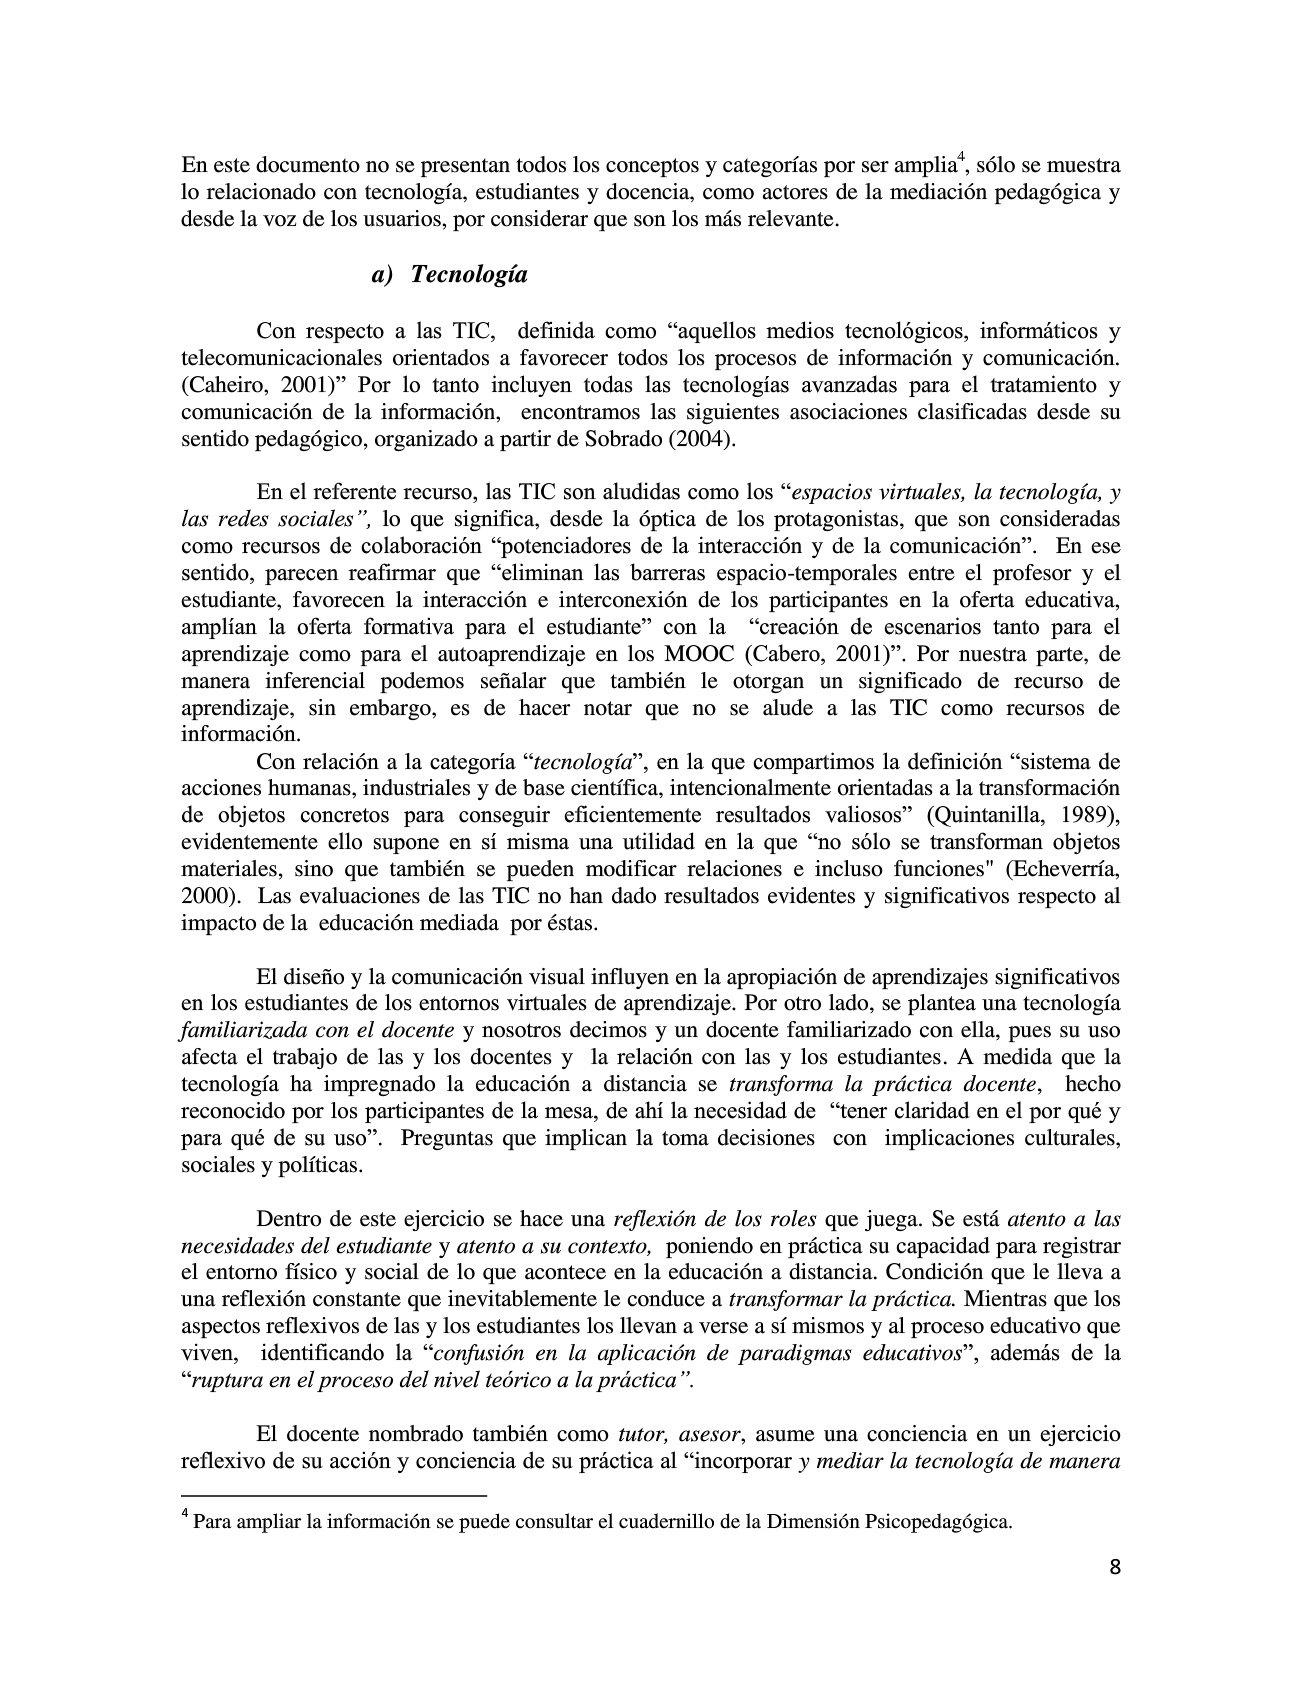 En este documento no se presentan todos los conceptos y categorías por ser amplia4, sólo se muestra
lo relacionado con tecnología, estudiantes y docencia, como actores de la mediación pedagógica y
desde la voz de los usuarios, por considerar que son los más relevante.
a) Tecnología
Con respecto a las TIC, definida como “aquellos medios tecnológicos, informáticos y
telecomunicacionales orientados a favorecer todos los procesos de información y comunicación.
(Caheiro, 2001)” Por lo tanto incluyen todas las tecnologías avanzadas para el tratamiento y
comunicación de la información, encontramos las siguientes asociaciones clasificadas desde su
sentido pedagógico, organizado a partir de Sobrado (2004).
En el referente recurso, las TIC son aludidas como los “espacios virtuales, la tecnología, y
las redes sociales”, lo que significa, desde la óptica de los protagonistas, que son consideradas
como recursos de colaboración “potenciadores de la interacción y de la comunicación”. En ese
sentido, parecen reafirmar que “eliminan las barreras espacio-temporales entre el profesor y el
estudiante, favorecen la interacción e interconexión de los participantes en la oferta educativa,
amplían la oferta formativa para el estudiante” con la “creación de escenarios tanto para el
aprendizaje como para el autoaprendizaje en los MOOC (Cabero, 2001)”. Por nuestra parte, de
manera inferencial podemos señalar que también le otorgan un significado de recurso de
aprendizaje, sin embargo, es de hacer notar que no se alude a las TIC como recursos de
información.
Con relación a la categoría “tecnología”, en la que compartimos la definición “sistema de
acciones humanas, industriales y de base científica, intencionalmente orientadas a la transformación
de objetos concretos para conseguir eficientemente resultados valiosos” (Quintanilla, 1989),
evidentemente ello supone en sí misma una utilidad en la que “no sólo se transforman objetos
materiales, sino que también se pueden modificar relaciones e incluso funciones" (Echeverría,
2000). Las evaluaciones de las TIC no han dado resultados evidentes y significativos respecto al
impacto de la educación mediada por éstas.
El diseño y la comunicación visual influyen en la apropiación de aprendizajes significativos
en los estudiantes de los entornos virtuales de aprendizaje. Por otro lado, se plantea una tecnología
familiarizada con el docente y nosotros decimos y un docente familiarizado con ella, pues su uso
afecta el trabajo de las y los docentes y la relación con las y los estudiantes. A medida que la
tecnología ha impregnado la educación a distancia se transforma la práctica docente, hecho
reconocido por los participantes de la mesa, de ahí la necesidad de “tener claridad en el por qué y
para qué de su uso”. Preguntas que implican la toma decisiones con implicaciones culturales,
sociales y políticas.
Dentro de este ejercicio se hace una reflexión de los roles que juega. Se está atento a las
necesidades del estudiante y atento a su contexto, poniendo en práctica su capacidad para registrar
el entorno físico y social de lo que acontece en la educación a distancia. Condición que le lleva a
una reflexión constante que inevitablemente le conduce a transformar la práctica. Mientras que los
aspectos reflexivos de las y los estudiantes los llevan a verse a sí mismos y al proceso educativo que
viven, identificando la “confusión en la aplicación de paradigmas educativos”, además de la
“ruptura en el proceso del nivel teórico a la práctica”.
El docente nombrado también como tutor, asesor, asume una conciencia en un ejercicio
reflexivo de su acción y conciencia de su práctica al “incorporar y mediar la tecnología de manera
4 Para ampliar la información se puede consultar el cuadernillo de la Dimensión Psicopedagógica.
8